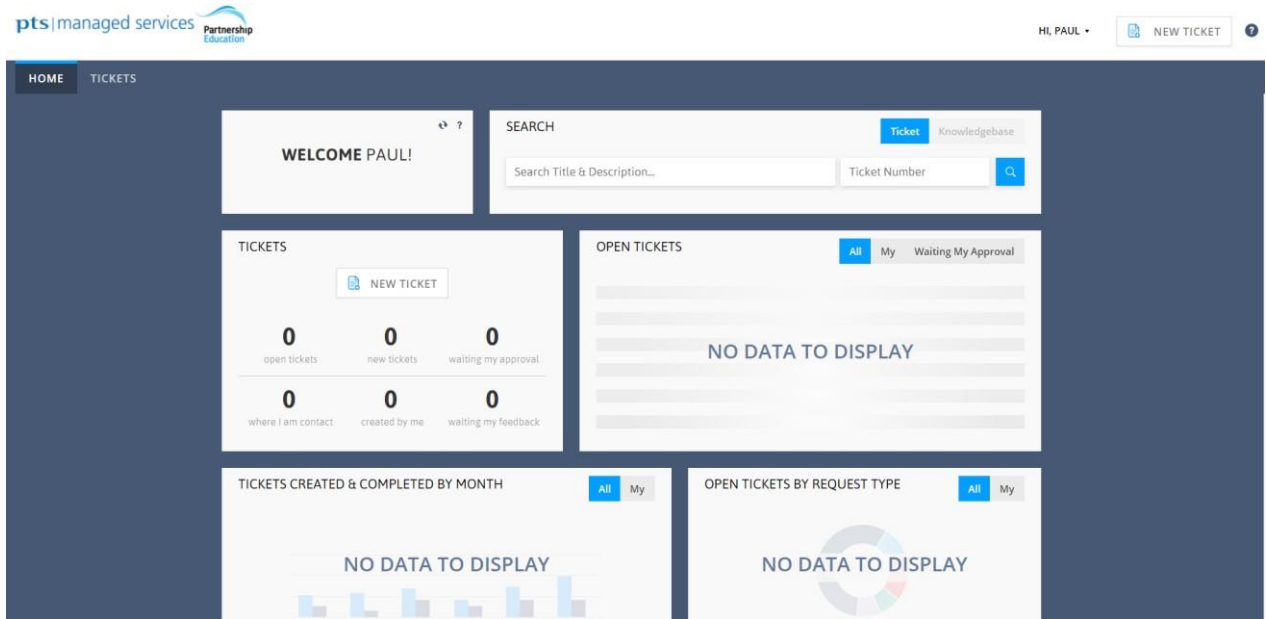 pts|managed services
Partnership
Education
HI, PAUL
NEW TICKET
?
HOME TICKETS
?
WELCOME PAUL!
SEARCH
Ticket Knowledgebase
Search Title & Description...
Ticket Number
TICKETS
NEW TICKET
0 0 0
open tickets new tickets waiting my approval
0 0 0
where I am contact created by me waiting my feedback
OPEN TICKETS
All My Waiting My Approval
NO DATA TO DISPLAY
TICKETS CREATED & COMPLETED BY MONTH
All My
NO DATA TO DISPLAY
OPEN TICKETS BY REQUEST TYPE
All My
NO DATA TO DISPLAY